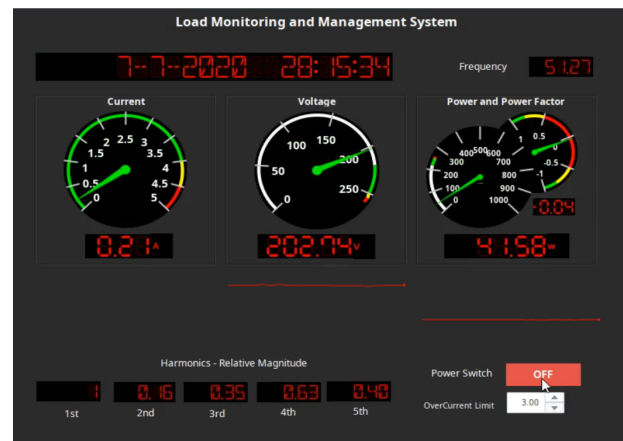 Load Monitoring and Management System
7-7-2020 28:15:34
Frequency 51.27
Current
0 0.5 1 1.5 2 2.5 3 3.5 4 4.5 5
0.21A
Voltage
0 50 100 150 200 250
202.74V
Power and Power Factor
0 100 200 300 400 500 600 700 800 900 1000
1 0.5 0 -0.5 -1
-0.04
41.58W
Harmonics - Relative Magnitude
1 0.16 0.35 0.63 0.40
1st 2nd 3rd 4th 5th
Power Switch OFF
OverCurrent Limit 3.00